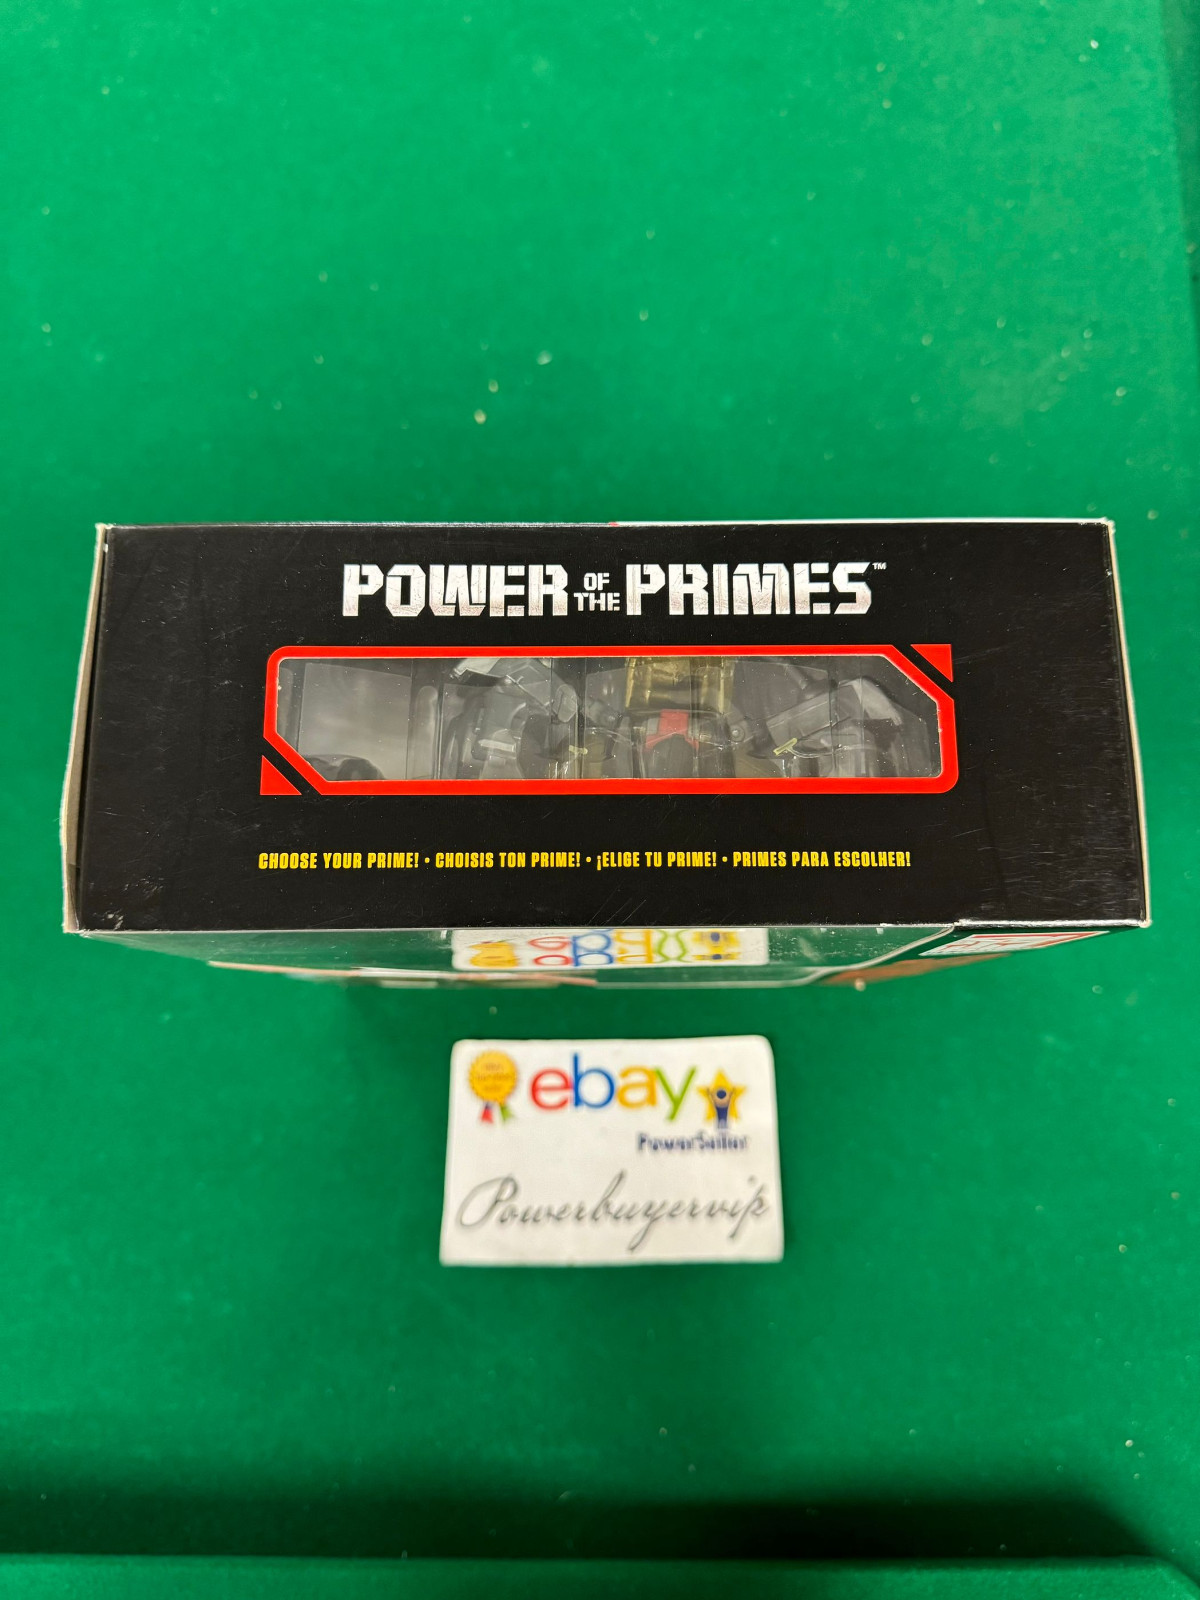 POWER OF THE PRIMES™
CHOOSE YOUR PRIME! • CHOISIS TON PRIME! • ¡ELIGE TU PRIME! • PRIMES PARA ESCOLHER!
ebay
PowerSeller
Powerbuyervip